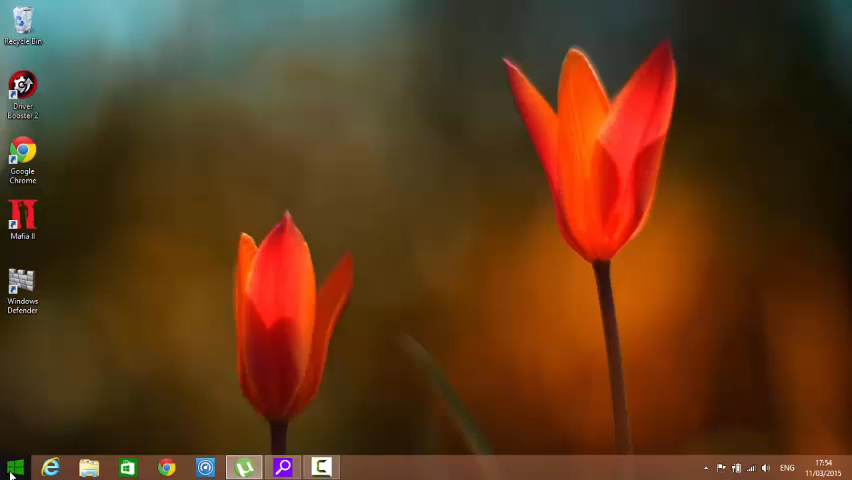 Recycle Bin
Driver
Booster 2
Google
Chrome
Mafia II
Windows
Defender
ENG
17:54
11/03/2015